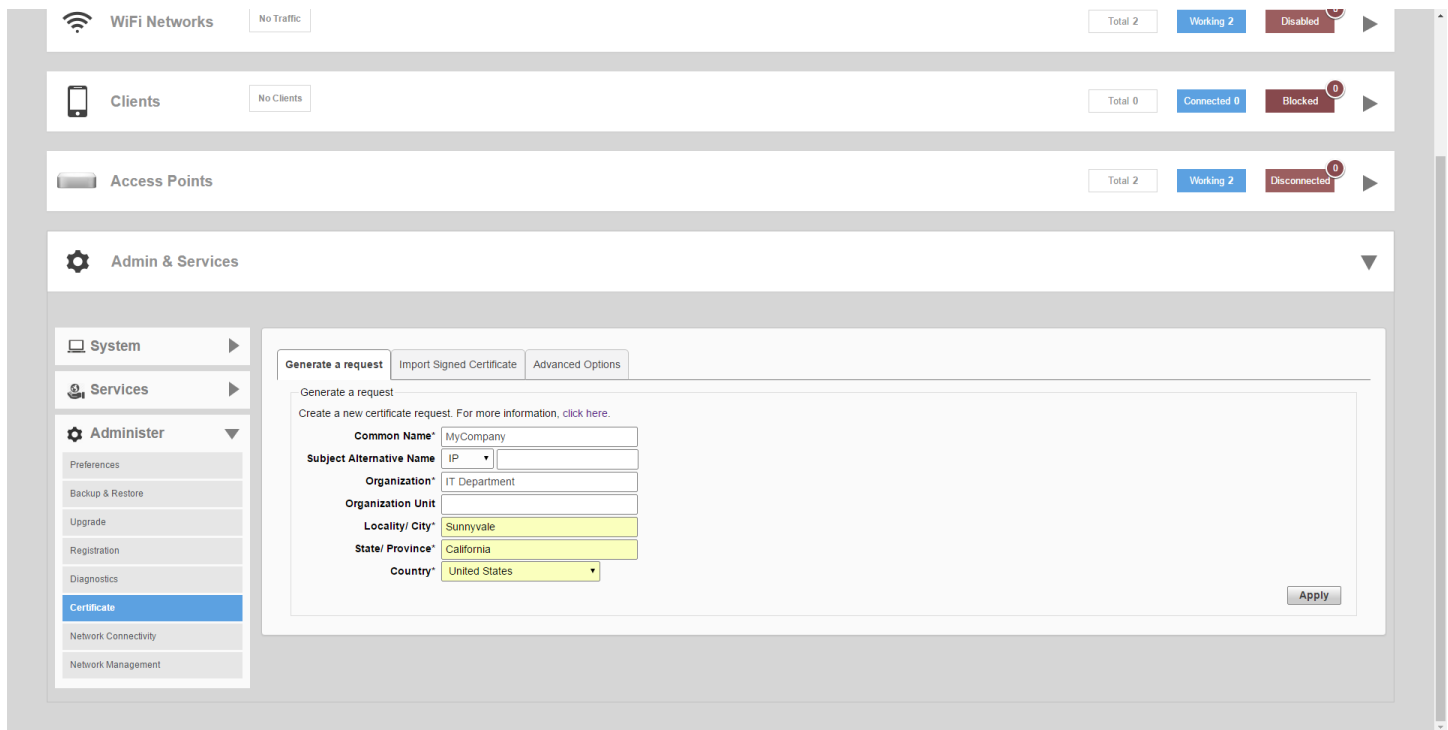 WiFi Networks No Traffic Total 2 Working 2 Disabled
Clients No Clients Total 0 Connected 0 Blocked 0
Access Points Total 2 Working 2 Disconnected 0
Admin & Services
System
Services
Administer
Preferences
Backup & Restore
Upgrade
Registration
Diagnostics
Certificate
Network Connectivity
Network Management
Generate a request Import Signed Certificate Advanced Options
Generate a request
Create a new certificate request. For more information, click here.
Common Name* MyCompany
Subject Alternative Name IP
Organization* IT Department
Organization Unit
Locality/ City* Sunnyvale
State/ Province* California
Country* United States
Apply